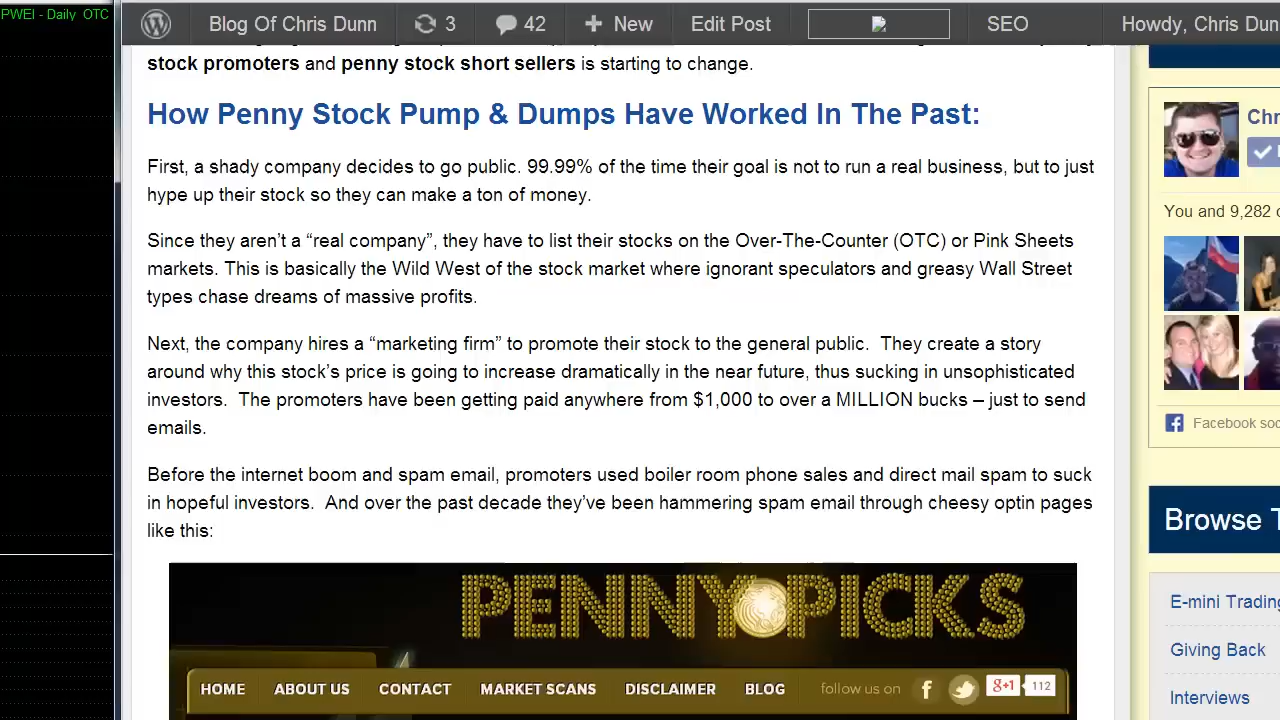 PWEI - Daily OTC
Blog Of Chris Dunn 3 42 New Edit Post SEO Howdy, Chris Dun
stock promoters and penny stock short sellers is starting to change.
How Penny Stock Pump & Dumps Have Worked In The Past:
First, a shady company decides to go public. 99.99% of the time their goal is not to run a real business, but to just
hype up their stock so they can make a ton of money.
Since they aren’t a “real company”, they have to list their stocks on the Over-The-Counter (OTC) or Pink Sheets
markets. This is basically the Wild West of the stock market where ignorant speculators and greasy Wall Street
types chase dreams of massive profits.
Next, the company hires a “marketing firm” to promote their stock to the general public. They create a story
around why this stock’s price is going to increase dramatically in the near future, thus sucking in unsophisticated
investors. The promoters have been getting paid anywhere from $1,000 to over a MILLION bucks – just to send
emails.
Before the internet boom and spam email, promoters used boiler room phone sales and direct mail spam to suck
in hopeful investors. And over the past decade they’ve been hammering spam email through cheesy optin pages
like this:
PENNY PICKS
HOME ABOUT US CONTACT MARKET SCANS DISCLAIMER BLOG follow us on f g+1 112
Chr
You and 9,282 o
Facebook soc
Browse T
E-mini Trading
Giving Back
Interviews